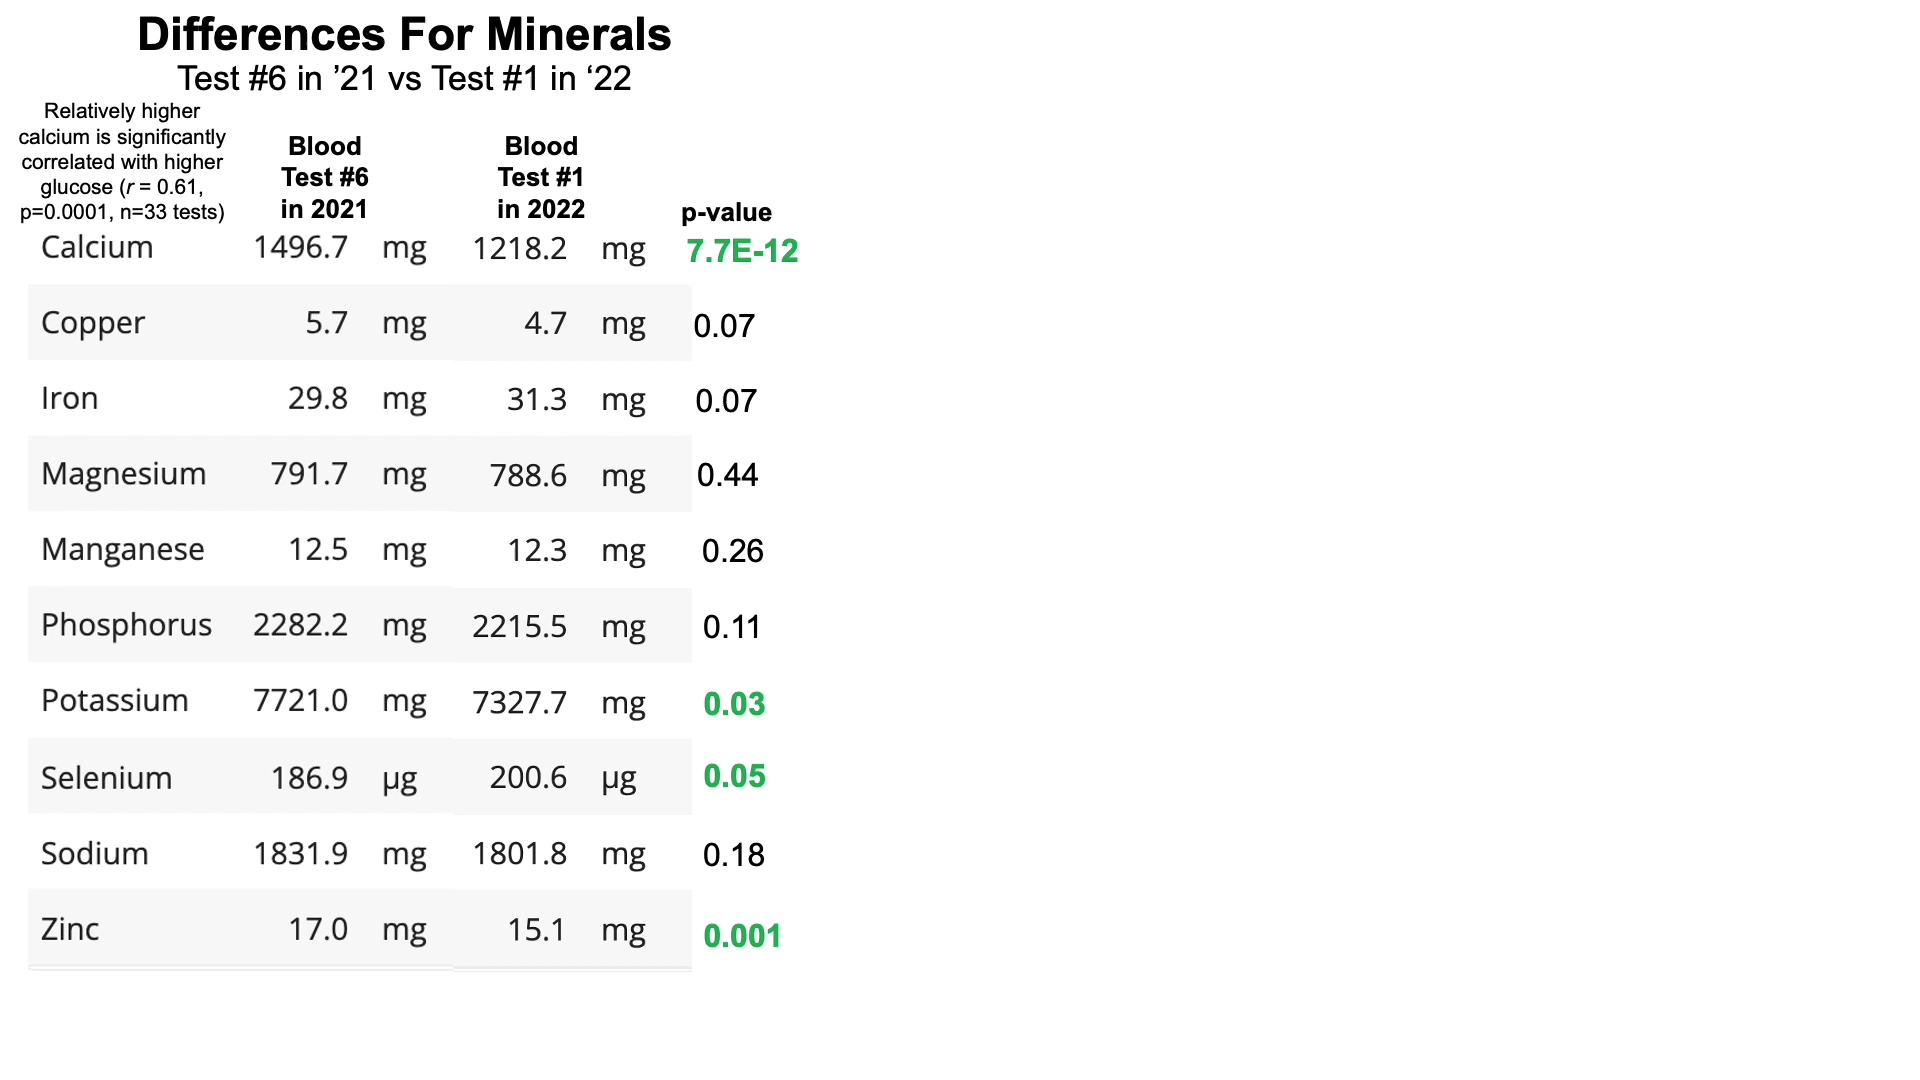 Differences For Minerals
Test #6 in ’21 vs Test #1 in ‘22
Relatively higher
calcium is significantly
correlated with higher
glucose (r = 0.61,
p=0.0001, n=33 tests)
Blood
Test #6
in 2021
Blood
Test #1
in 2022
p-value
Calcium 1496.7 mg 1218.2 mg 7.7E-12
Copper 5.7 mg 4.7 mg 0.07
Iron 29.8 mg 31.3 mg 0.07
Magnesium 791.7 mg 788.6 mg 0.44
Manganese 12.5 mg 12.3 mg 0.26
Phosphorus 2282.2 mg 2215.5 mg 0.11
Potassium 7721.0 mg 7327.7 mg 0.03
Selenium 186.9 µg 200.6 µg 0.05
Sodium 1831.9 mg 1801.8 mg 0.18
Zinc 17.0 mg 15.1 mg 0.001